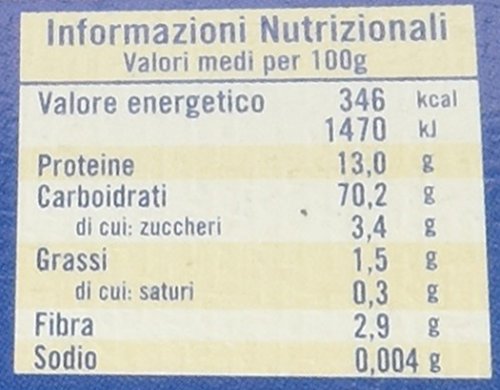 Informazioni Nutrizionali
Valori medi per 100g
Valore energetico 346 kcal
1470 kJ
Proteine 13,0 g
Carboidrati 70,2 g
di cui: zuccheri 3,4 g
Grassi 1,5 g
di cui: saturi 0,3 g
Fibra 2,9 g
Sodio 0,004 g